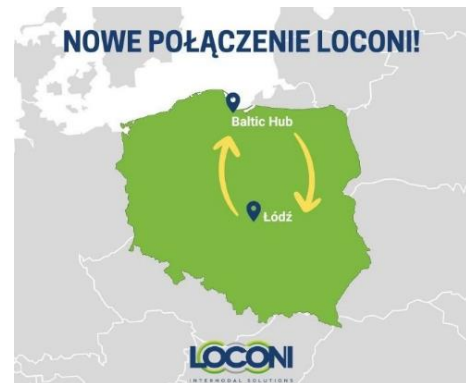 NOWE POŁĄCZENIE LOCONI!
Baltic Hub
Łódź
LOCONI
INTERMODAL SOLUTIONS